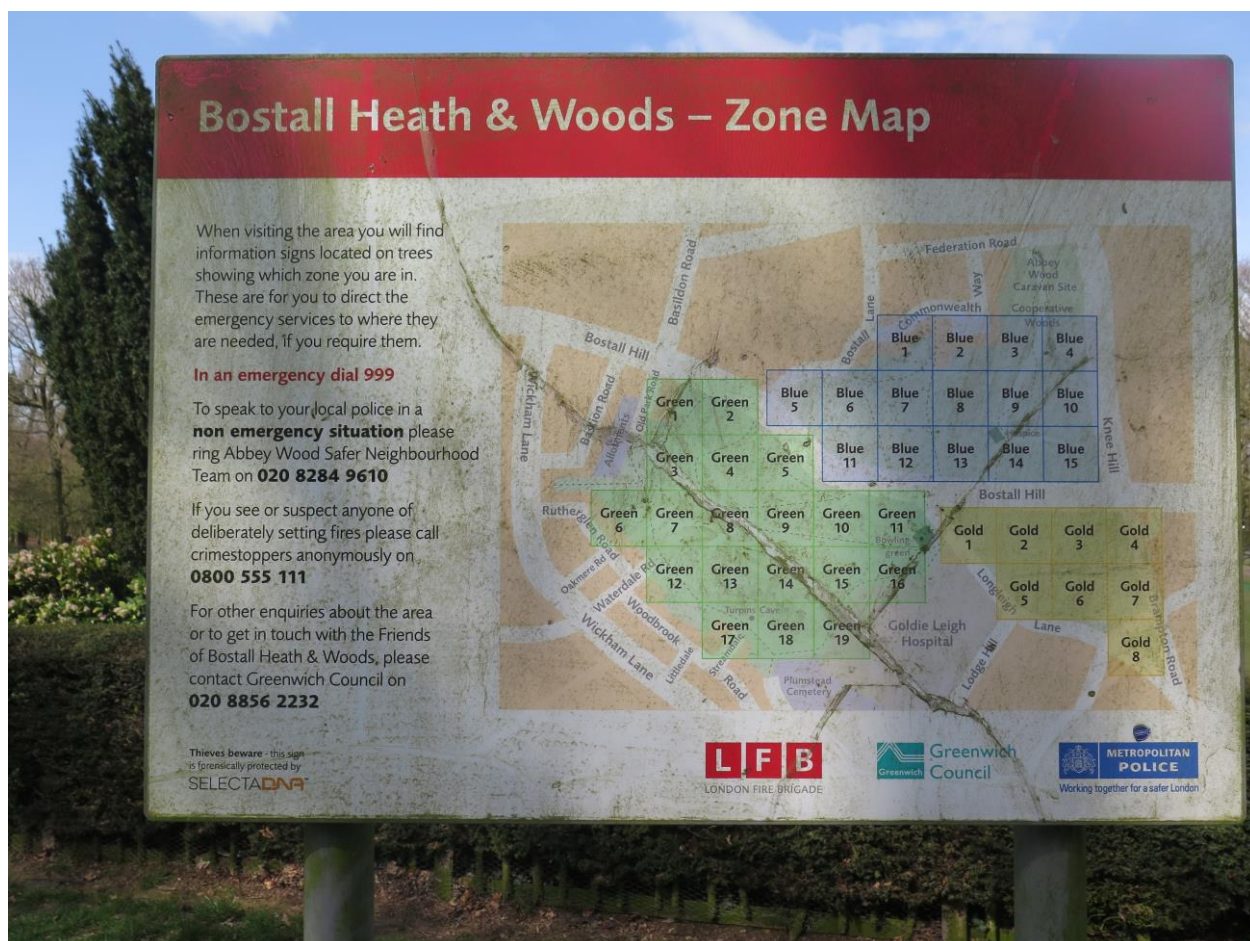 Bostall Heath & Woods – Zone Map
When visiting the area you will find
information signs located on trees
showing which zone you are in.
These are for you to direct the
emergency services to where they
are needed, if you require them.
In an emergency dial 999
To speak to your local police in a
non emergency situation please
ring Abbey Wood Safer Neighbourhood
Team on 020 8284 9610
If you see or suspect anyone of
deliberately setting fires please call
crimestoppers anonymously on
0800 555 111
For other enquiries about the area
or to get in touch with the Friends
of Bostall Heath & Woods, please
contact Greenwich Council on
020 8856 2232
Thieves beware - this sign
is forensically protected by
SELECTADNA
Federation Road
Abbey
Wood
Caravan Site
Basildon Road
Bostall Lane
Commonwealth Way
Cooperative
Woods
Bostall Hill
Wickham Lane
Bastion Road
Allotments
Old Park Road
Knee Hill
Blue 1
Blue 2
Blue 3
Blue 4
Blue 5
Blue 6
Blue 7
Blue 8
Blue 9
Blue 10
Blue 11
Blue 12
Blue 13
Blue 14
Blue 15
Hospice
Bostall Hill
Green 1
Green 2
Green 3
Green 4
Green 5
Green 6
Green 7
Green 8
Green 9
Green 10
Green 11
Bowling
green
Green 12
Green 13
Green 14
Green 15
Green 16
Turpins Cave
Green 17
Green 18
Green 19
Gold 1
Gold 2
Gold 3
Gold 4
Gold 5
Gold 6
Gold 7
Gold 8
Rutherglen Road
Oakmere Rd
Waterdale Rd
Woodbrook Road
Wickham Lane
Littledale
Streamdale
Plumstead
Cemetery
Goldie Leigh
Hospital
Lodge Hill
Longleigh Lane
Brampton Road
LFB
LONDON FIRE BRIGADE
Greenwich
Greenwich
Council
METROPOLITAN
POLICE
Working together for a safer London